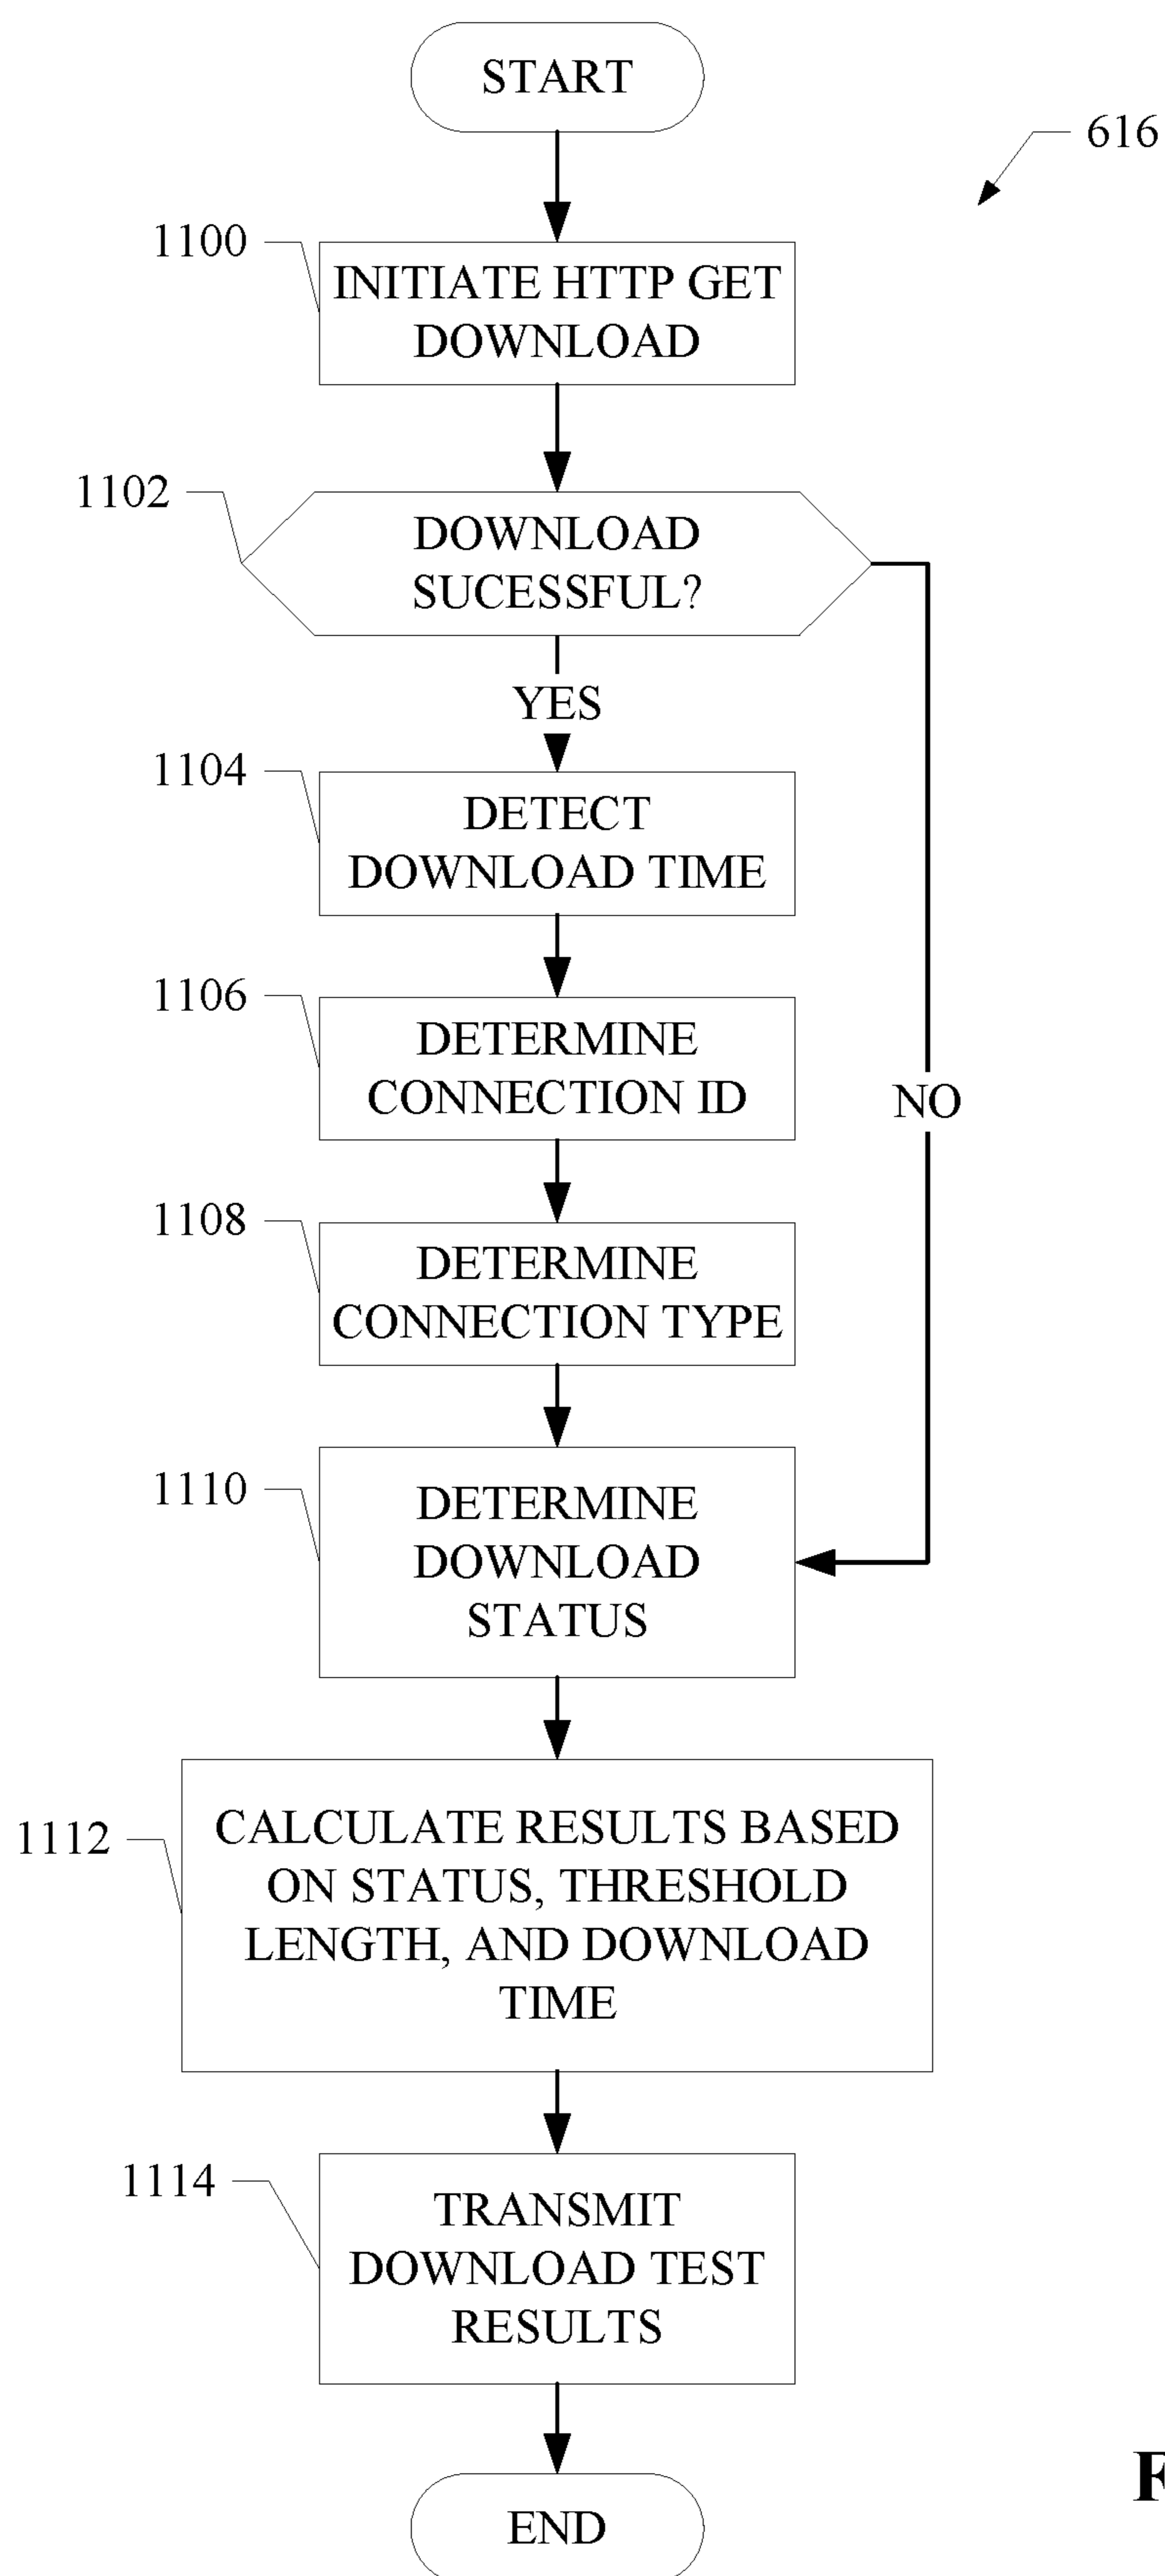 START
616
1100
INITIATE HTTP GET
DOWNLOAD
1102
DOWNLOAD
SUCESSFUL?
YES
1104
DETECT
DOWNLOAD TIME
1106
DETERMINE
CONNECTION ID
NO
1108
DETERMINE
CONNECTION TYPE
1110
DETERMINE
DOWNLOAD
STATUS
1112
CALCULATE RESULTS BASED
ON STATUS, THRESHOLD
LENGTH, AND DOWNLOAD
TIME
1114
TRANSMIT
DOWNLOAD TEST
RESULTS
END